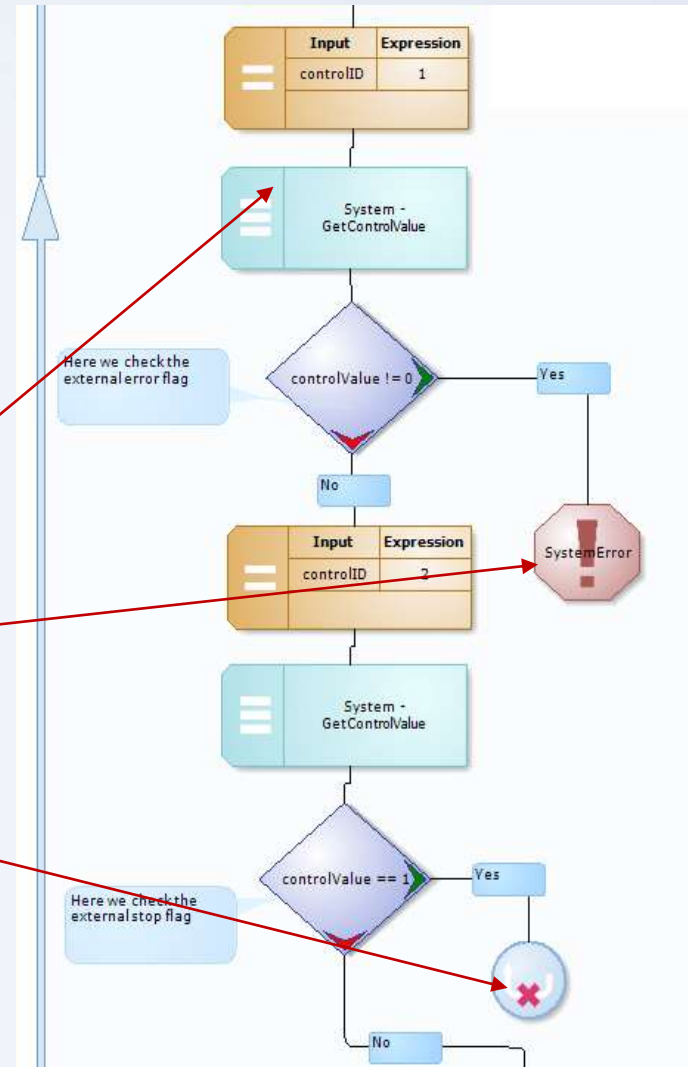 Input Expression
controlID 1
System -
GetControlValue
Here we check the
external error flag
controlValue != 0
Yes
No
Input Expression
controlID 2
SystemError
System -
GetControlValue
controlValue == 1
Yes
Here we check the
external stop flag
No